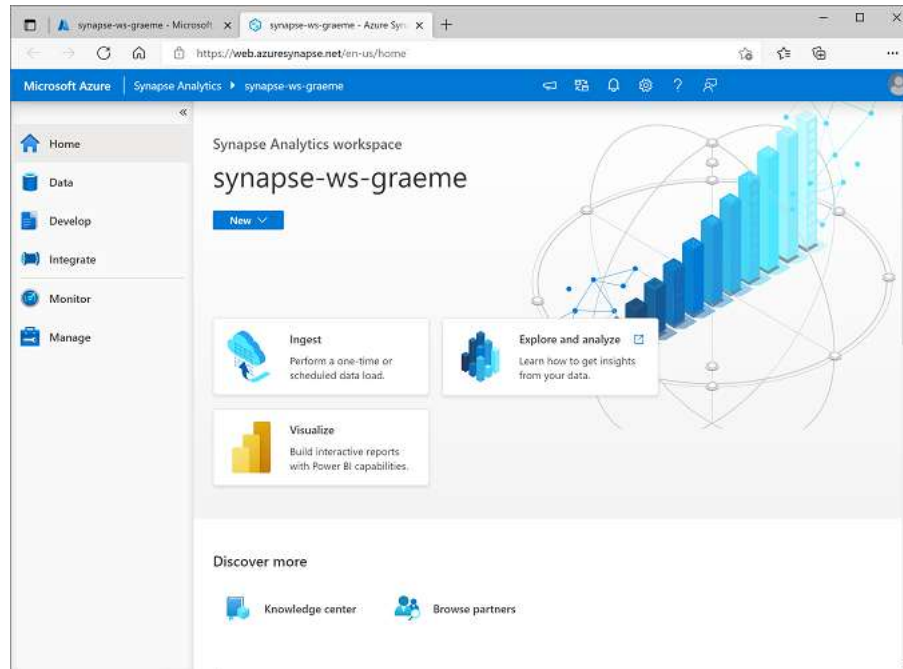 synapse-ws-graeme - Microsoft
synapse-ws-graeme - Azure Syn
https://web.azuresynapse.net/en-us/home
Microsoft Azure
Synapse Analytics
synapse-ws-graeme
?
«
Home
Data
Develop
Integrate
Monitor
Manage
Synapse Analytics workspace
synapse-ws-graeme
New
Ingest
Perform a one-time or
scheduled data load.
Explore and analyze
Learn how to get insights
from your data.
Visualize
Build interactive reports
with Power BI capabilities.
Discover more
Knowledge center
Browse partners